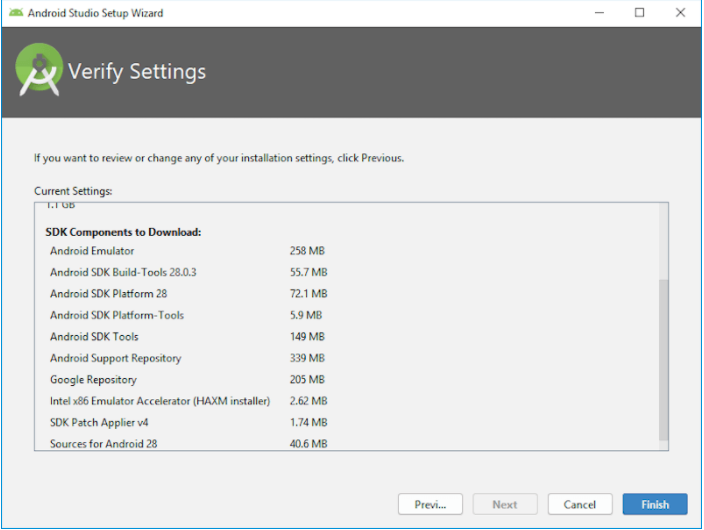 Android Studio Setup Wizard
Verify Settings
If you want to review or change any of your installation settings, click Previous.
Current Settings:
1.1 GB
SDK Components to Download:
Android Emulator 258 MB
Android SDK Build-Tools 28.0.3 55.7 MB
Android SDK Platform 28 72.1 MB
Android SDK Platform-Tools 5.9 MB
Android SDK Tools 149 MB
Android Support Repository 339 MB
Google Repository 205 MB
Intel x86 Emulator Accelerator (HAXM installer) 2.62 MB
SDK Patch Applier v4 1.74 MB
Sources for Android 28 40.6 MB
Previ... Next Cancel Finish